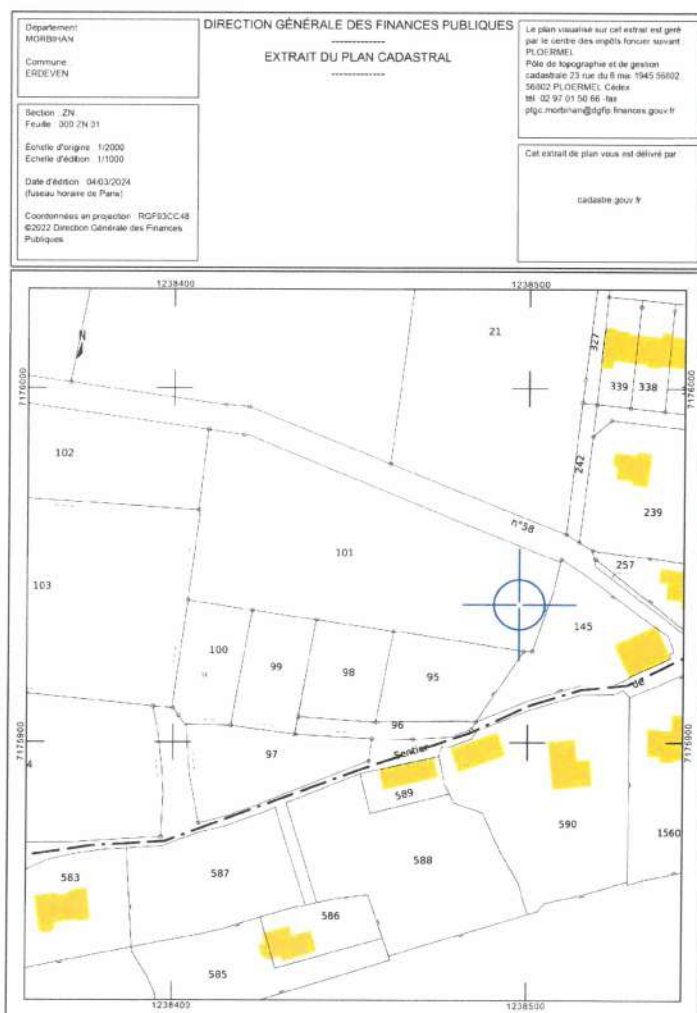 Département :
MORBIHAN
Commune :
ERDEVEN
Section : ZN
Feuille : 000 ZN 01
Échelle d'origine : 1/2000
Échelle d'édition : 1/1000
Date d'édition : 04/03/2024
(fuseau horaire de Paris)
Coordonnées en projection : RGF93CC48
©2022 Direction Générale des Finances
Publiques
DIRECTION GÉNÉRALE DES FINANCES PUBLIQUES
-------------
EXTRAIT DU PLAN CADASTRAL
-------------
Le plan visualisé sur cet extrait est géré
par le centre des impôts foncier suivant :
PLOERMEL
Pôle de topographie et de gestion
cadastrale 23 rue du 8 mai 1945 56802
56802 PLOERMEL Cédex
tél. 02 97 01 50 66 -fax
ptgc.morbihan@dgfip.finances.gouv.fr
Cet extrait de plan vous est délivré par :
cadastre.gouv.fr
1238400
1238500
N
21
327
339
338
7176000
7176000
102
242
239
n°58
101
257
103
145
100
99
98
95
de
96
Sentier
7175900
7175900
97
4
589
590
1560
588
587
583
586
585
1238400
1238500